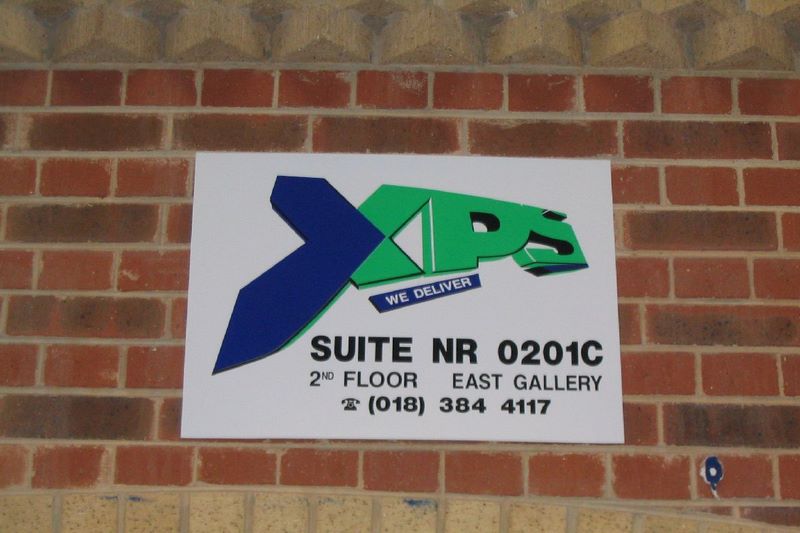 XPS
WE DELIVER
SUITE NR 0201C
2ND FLOOR EAST GALLERY
☎ (018) 384 4117